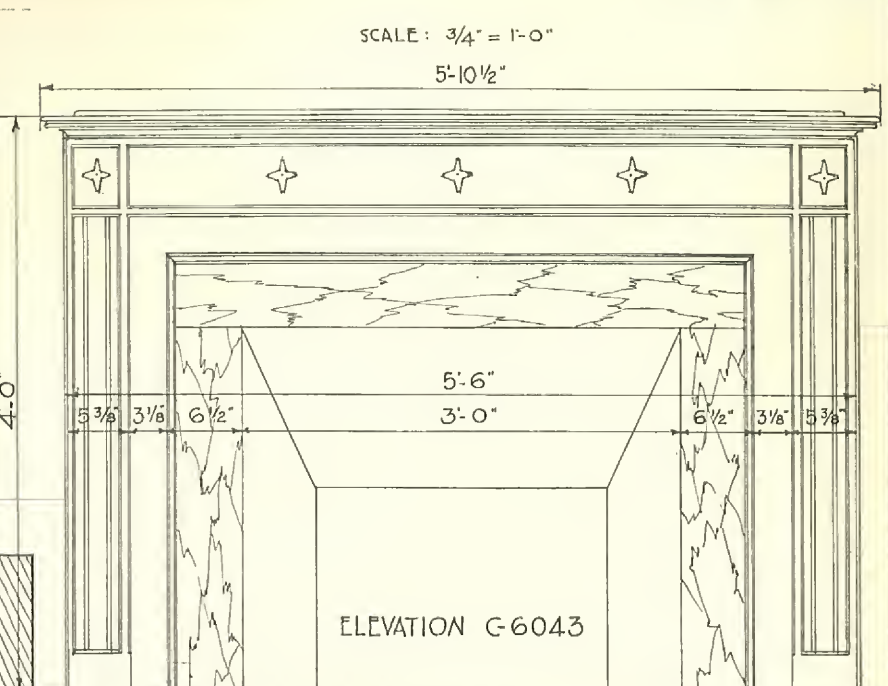 SCALE: 3/4" = 1'-0"
5'-10 1/2"
4'-0"
5'-6"
5 3/8" 3 1/8" 6 1/2" 3'-0" 6 1/2" 3 1/8" 5 3/8"
ELEVATION C-6043